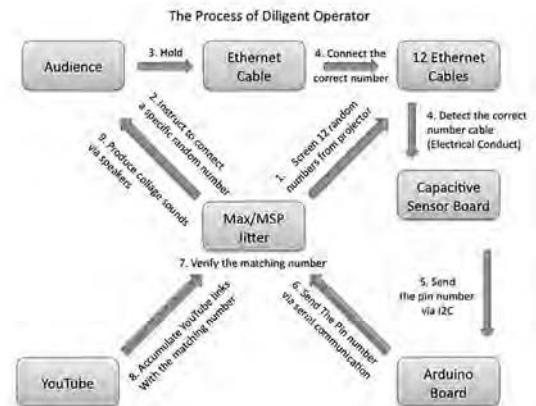 The Process of Diligent Operator
Audience
3. Hold
Ethernet
Cable
4. Connect the
correct number
12 Ethernet
Cables
2. Instruct to connect
a specific random number
9. Produce collage sounds
via speakers
1. Screen 12 random
numbers from projector
4. Detect the correct
number cable
(Electrical Conduct)
Capacitive
Sensor Board
Max/MSP
Jitter
7. Verify the matching number
5. Send
the pin number
via I2C
6. Send The Pin number
via serial communication
8. Accumulate YouTube links
With the matching number
YouTube
Arduino
Board